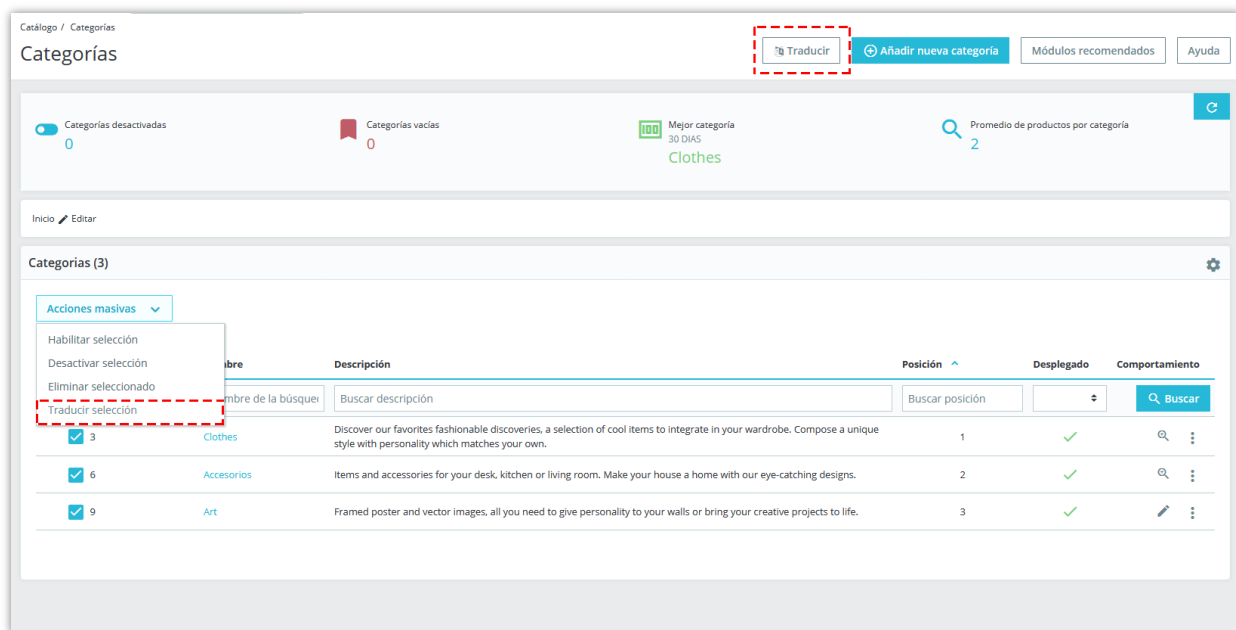 Catálogo / Categorías
Categorías
Traducir
Añadir nueva categoría
Módulos recomendados
Ayuda
Categorías desactivadas
0
Categorías vacías
0
Mejor categoría
30 DIAS
Clothes
Promedio de productos por categoría
2
Inicio Editar
Categorias (3)
Acciones masivas
Habilitar selección
Desactivar selección
Eliminar seleccionado
Traducir selección
bre Descripción Posición Desplegado Comportamiento
mbre de la búsque Buscar descripción Buscar posición Buscar
3 Clothes Discover our favorites fashionable discoveries, a selection of cool items to integrate in your wardrobe. Compose a unique
style with personality which matches your own. 1
6 Accesorios Items and accessories for your desk, kitchen or living room. Make your house a home with our eye-catching designs. 2
9 Art Framed poster and vector images, all you need to give personality to your walls or bring your creative projects to life. 3